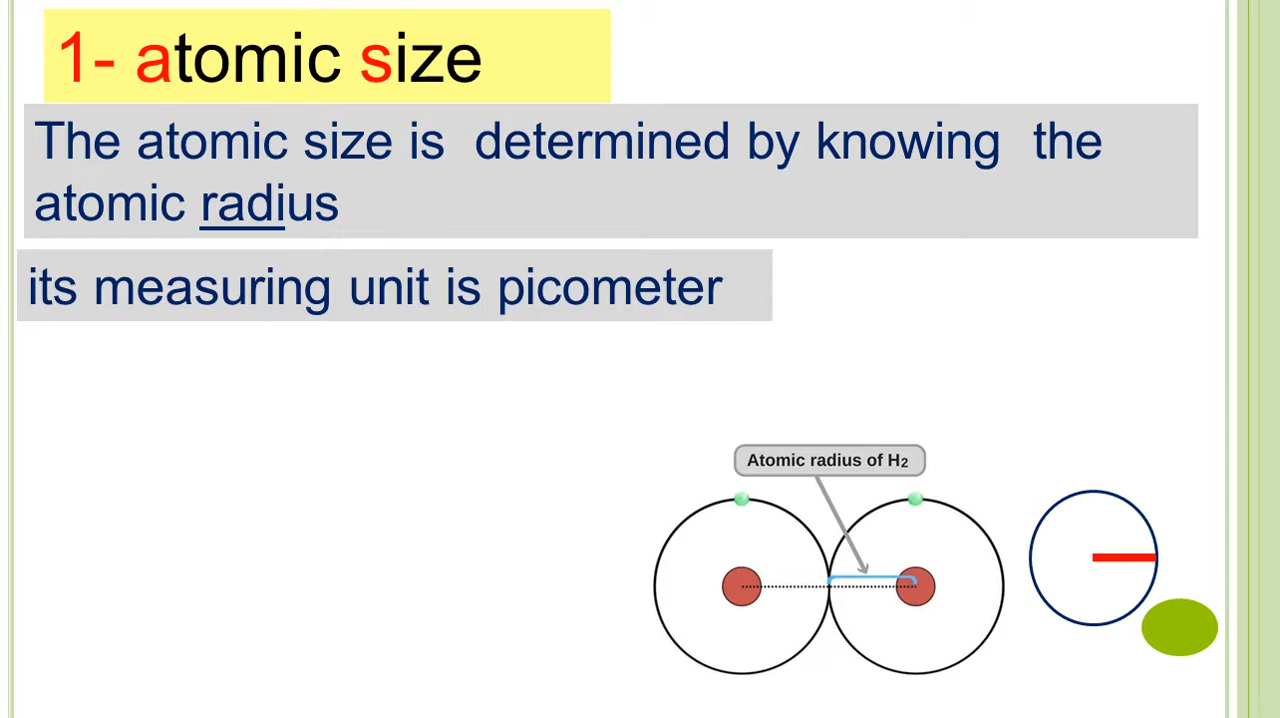 1- atomic size
The atomic size is determined by knowing the
atomic radius
its measuring unit is picometer
Atomic radius of H₂